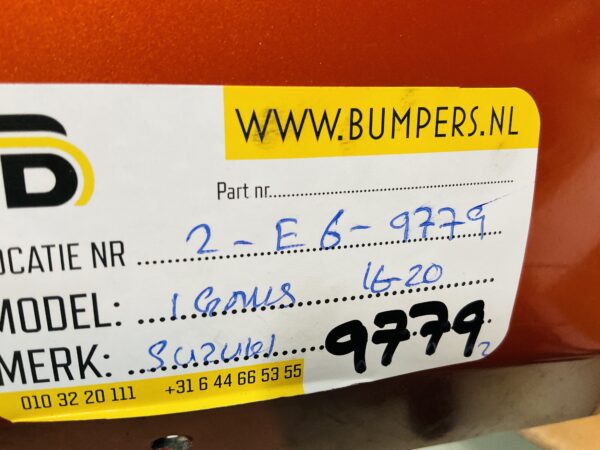 WWW.BUMPERS.NL
D
Part nr.
OCATIE NR 2-E6-9779
MODEL: IGNIS 16-20
MERK: SUZUKI 9779
010 32 20 111 +31 6 44 66 53 55